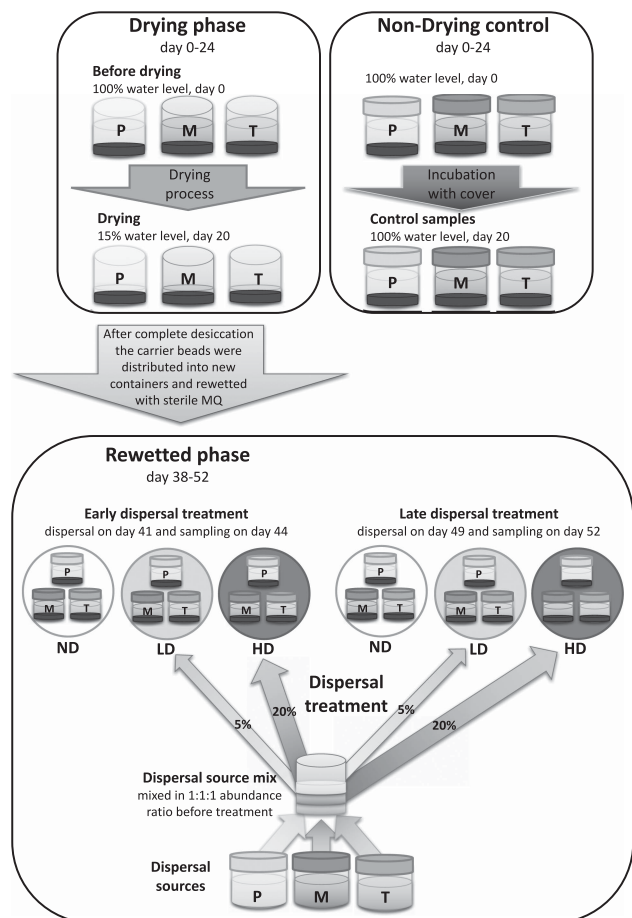 Drying phase
day 0-24
Before drying
100% water level, day 0
P M T
Drying
process
Drying
15% water level, day 20
P M T
Non-Drying control
day 0-24
100% water level, day 0
P M T
Incubation
with cover
Control samples
100% water level, day 20
P M T
After complete desiccation
the carrier beads were
distributed into new
containers and rewetted
with sterile MQ
Rewetted phase
day 38-52
Early dispersal treatment
dispersal on day 41 and sampling on day 44
P
M T
ND
P
M T
LD
P
M T
HD
Late dispersal treatment
dispersal on day 49 and sampling on day 52
P
M T
ND
P
M T
LD
HD
Dispersal
treatment
5%
20%
5%
20%
Dispersal source mix
mixed in 1:1:1 abundance
ratio before treatment
Dispersal
sources
P M T